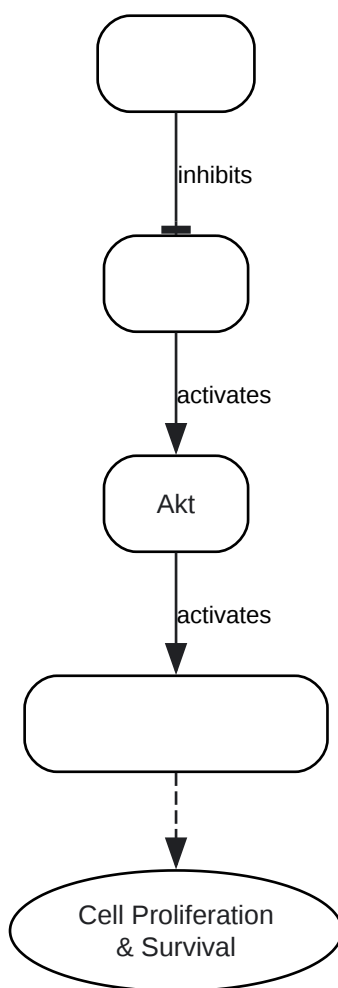 inhibits
activates
Akt
activates
Cell Proliferation
& Survival